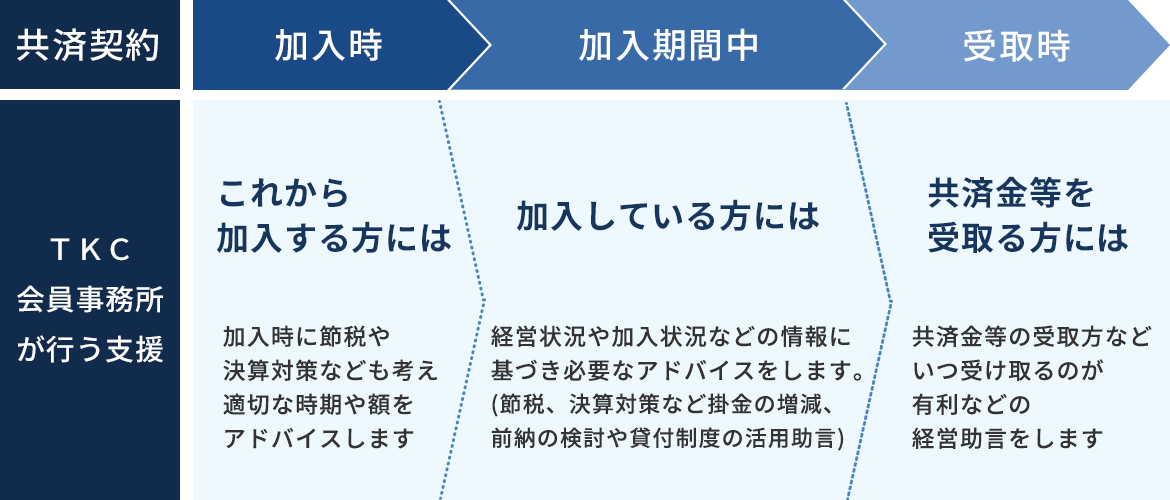 共済契約
加入時
加入期間中
受取時
ＴＫＣ
会員事務所
が行う支援
これから
加入する方には
加入時に節税や
決算対策なども考え
適切な時期や額を
アドバイスします
加入している方には
経営状況や加入状況などの情報に
基づき必要なアドバイスをします。
(節税、決算対策など掛金の増減、
前納の検討や貸付制度の活用助言)
共済金等を
受取る方には
共済金等の受取方など
いつ受け取るのが
有利などの
経営助言をします